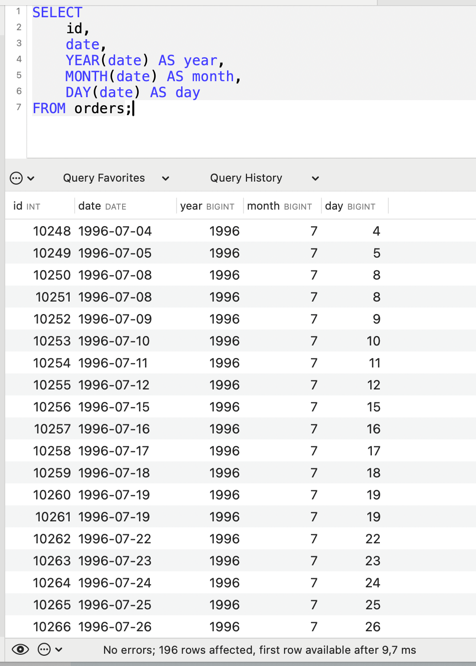 1 SELECT
2 id,
3 date,
4 YEAR(date) AS year,
5 MONTH(date) AS month,
6 DAY(date) AS day
7 FROM orders;
Query Favorites Query History
id INT date DATE year BIGINT month BIGINT day BIGINT
10248 1996-07-04 1996 7 4
10249 1996-07-05 1996 7 5
10250 1996-07-08 1996 7 8
10251 1996-07-08 1996 7 8
10252 1996-07-09 1996 7 9
10253 1996-07-10 1996 7 10
10254 1996-07-11 1996 7 11
10255 1996-07-12 1996 7 12
10256 1996-07-15 1996 7 15
10257 1996-07-16 1996 7 16
10258 1996-07-17 1996 7 17
10259 1996-07-18 1996 7 18
10260 1996-07-19 1996 7 19
10261 1996-07-19 1996 7 19
10262 1996-07-22 1996 7 22
10263 1996-07-23 1996 7 23
10264 1996-07-24 1996 7 24
10265 1996-07-25 1996 7 25
10266 1996-07-26 1996 7 26
No errors; 196 rows affected, first row available after 9,7 ms